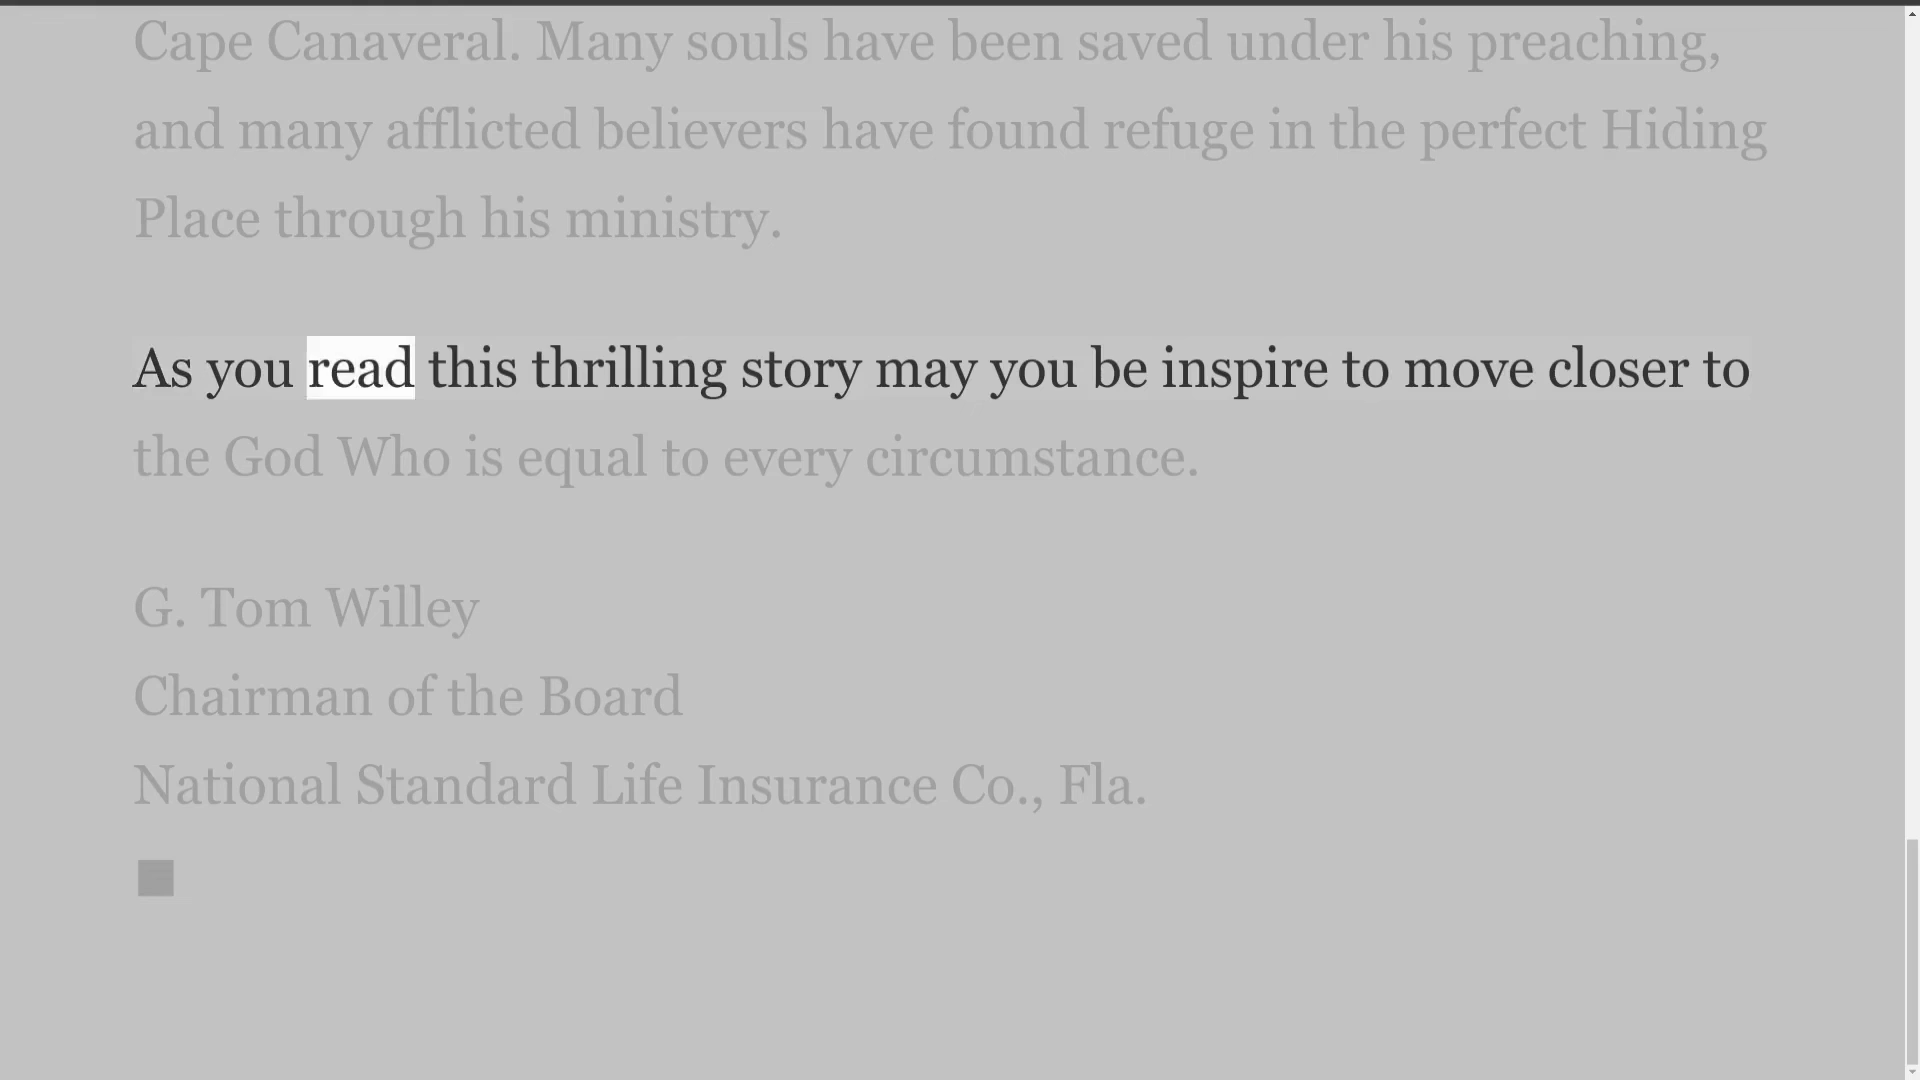 Cape Canaveral. Many souls have been saved under his preaching,
and many afflicted believers have found refuge in the perfect Hiding
Place through his ministry.
As you read this thrilling story may you be inspire to move closer to
the God Who is equal to every circumstance.
G. Tom Willey
Chairman of the Board
National Standard Life Insurance Co., Fla.